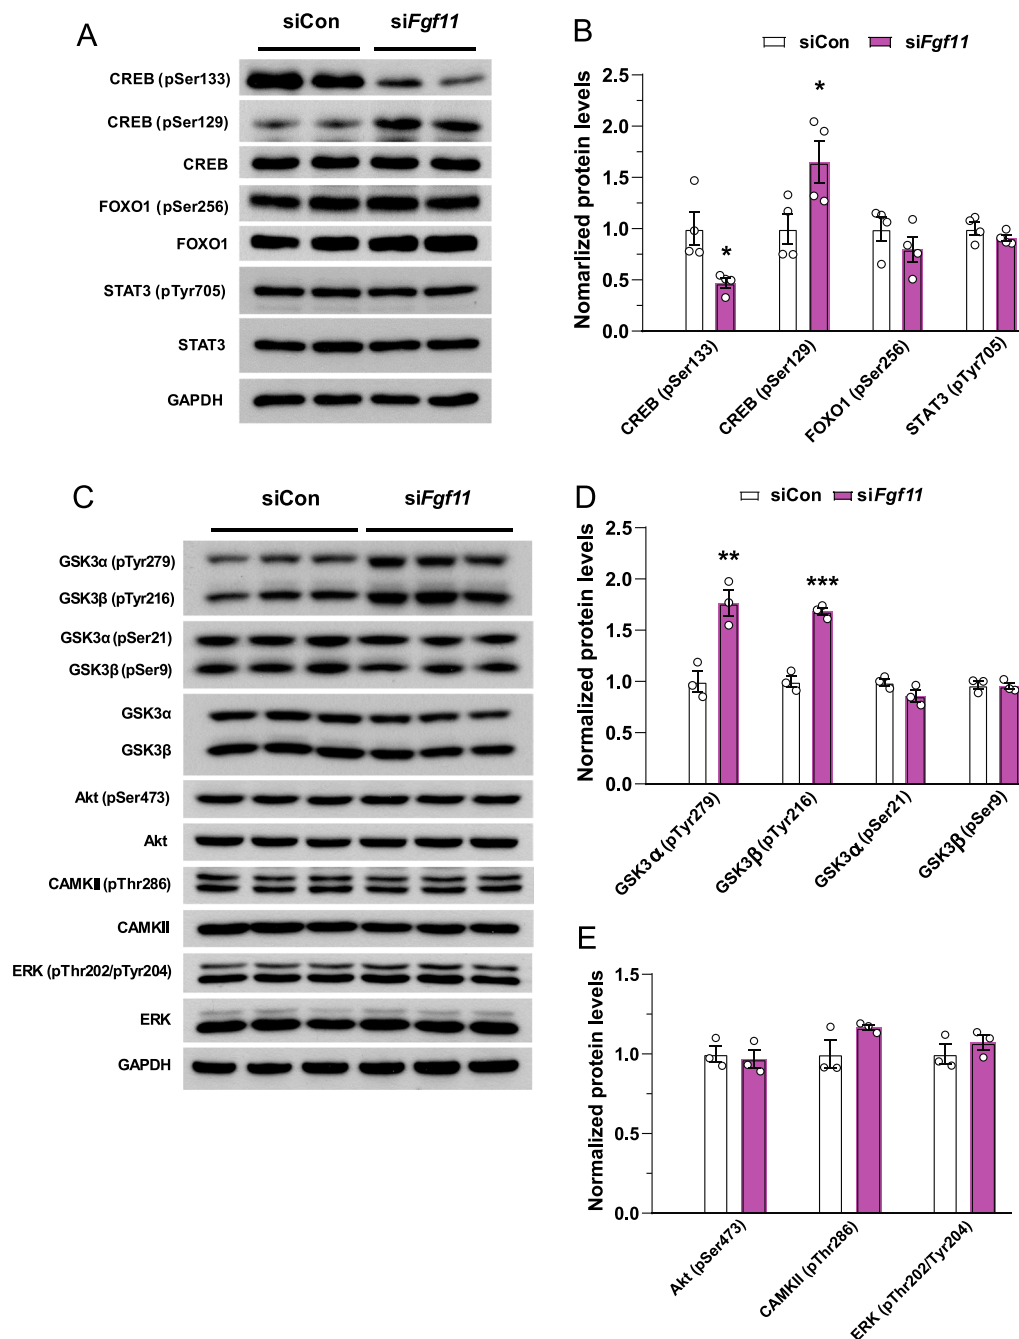 A
siCon
siFgf11
CREB (pSer133)
CREB (pSer129)
CREB
FOXO1 (pSer256)
FOXO1
STAT3 (pTyr705)
STAT3
GAPDH
B
siCon
siFgf11
Nomarlized protein levels
2.5
2.0
1.5
1.0
0.5
0.0
*
*
CREB (pSer133)
CREB (pSer129)
FOXO1 (pSer256)
STAT3 (pTyr705)
C
siCon
siFgf11
GSK3α (pTyr279)
GSK3β (pTyr216)
GSK3α (pSer21)
GSK3β (pSer9)
GSK3α
GSK3β
Akt (pSer473)
Akt
CAMKII (pThr286)
CAMKII
ERK (pThr202/pTyr204)
ERK
GAPDH
D
siCon
siFgf11
Normalized protein levels
2.5
2.0
1.5
1.0
0.5
0.0
**
***
GSK3α (pTyr279)
GSK3β (pTyr216)
GSK3α (pSer21)
GSK3β (pSer9)
E
Normalized protein levels
1.5
1.0
0.5
0.0
Akt (pSer473)
CAMKII (pThr286)
ERK (pThr202/Tyr204)